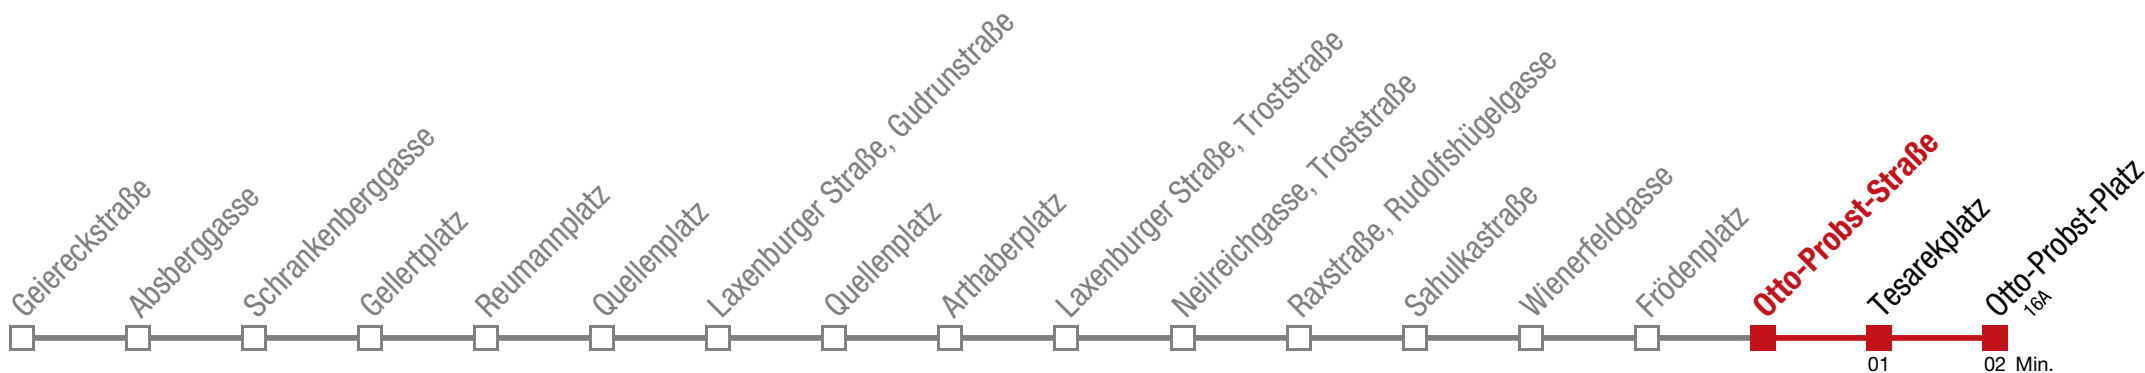 Geiereckstraße
Absberggasse
Schrankenberggasse
Gellertplatz
Reumannplatz
Quellenplatz
Laxenburger Straße, Gudrunstraße
Quellenplatz
Arthaberplatz
Laxenburger Straße, Troststraße
Neilreichgasse, Troststraße
Raxstraße, Rudolfshügelgasse
Sahulkastraße
Wienerfeldgasse
Frödenplatz
Otto-Probst-Straße
Tesarekplatz
Otto-Probst-Platz
16A
01
02 Min.